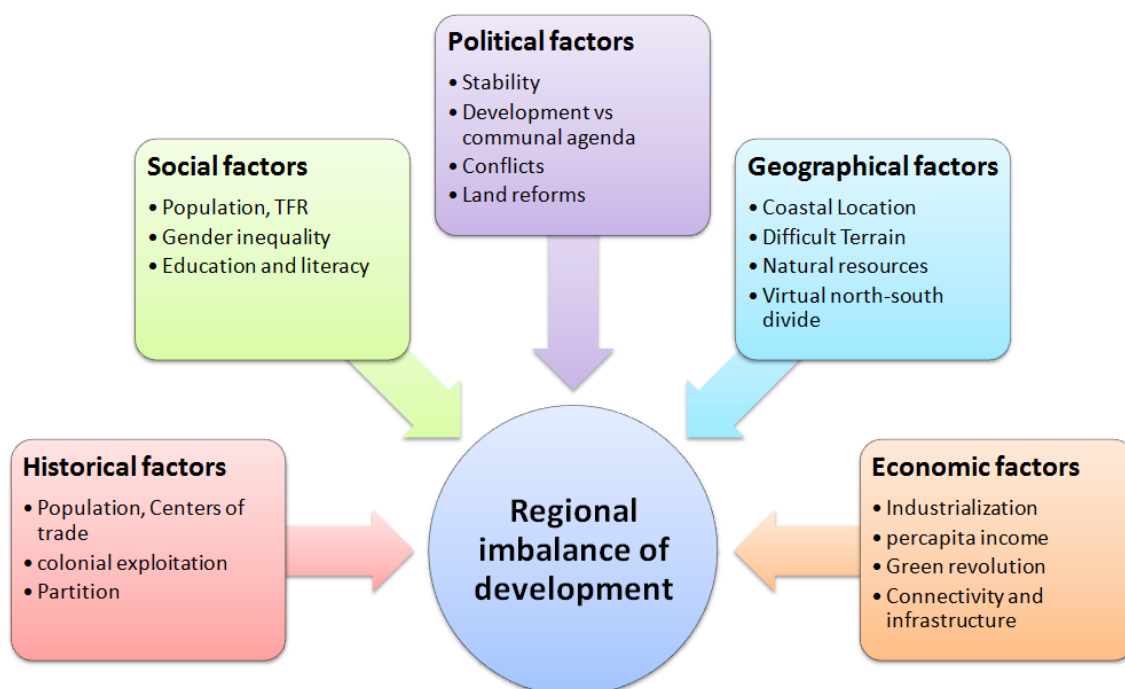 Political factors
• Stability
• Development vs
communal agenda
• Conflicts
• Land reforms
Social factors
• Population, TFR
• Gender inequality
• Education and literacy
Geographical factors
• Coastal Location
• Difficult Terrain
• Natural resources
• Virtual north-south
divide
Historical factors
• Population, Centers of
trade
• colonial exploitation
• Partition
Regional
imbalance of
development
Economic factors
• Industrialization
• percapita income
• Green revolution
• Connectivity and
infrastructure